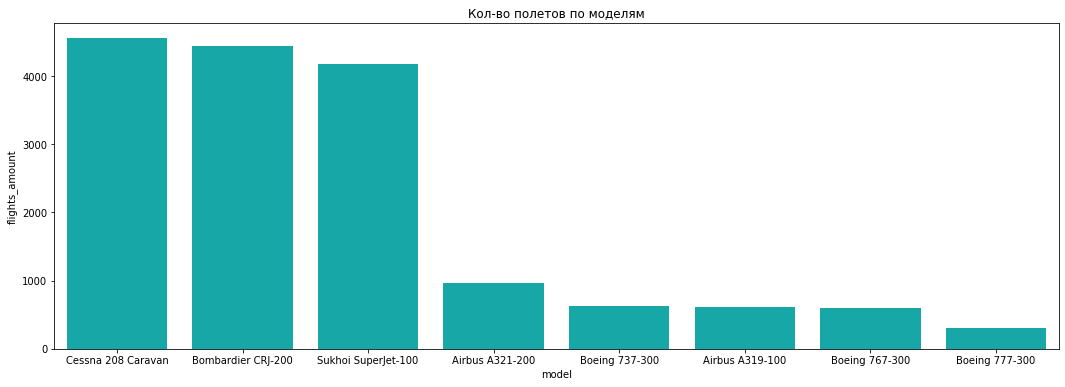 Кол-во полетов по моделям
flights_amount
4000
3000
2000
1000
0
Cessna 208 Caravan Bombardier CRJ-200 Sukhoi SuperJet-100 Airbus A321-200 Boeing 737-300 Airbus A319-100 Boeing 767-300 Boeing 777-300
model